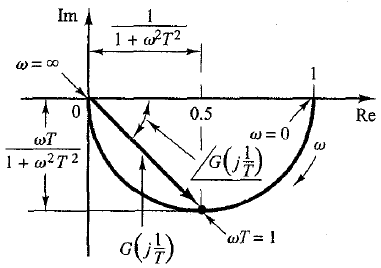 Im
1
1 + ω²T²
ω = ∞
0
0.5
1
Re
ωT
1 + ω²T²
ω = 0
ω
∠G(j 1/T)
G(j 1/T)
ωT = 1